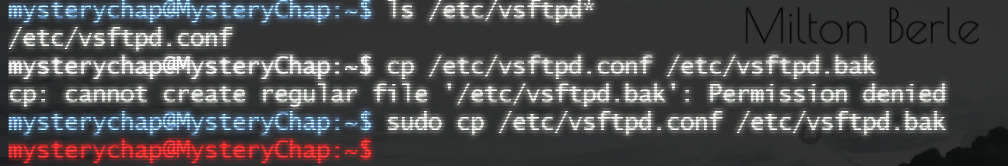 mysterychap@MysteryChap:~$ ls /etc/vsftpd*
/etc/vsftpd.conf
mysterychap@MysteryChap:~$ cp /etc/vsftpd.conf /etc/vsftpd.bak
cp: cannot create regular file '/etc/vsftpd.bak': Permission denied
mysterychap@MysteryChap:~$ sudo cp /etc/vsftpd.conf /etc/vsftpd.bak
mysterychap@MysteryChap:~$
Milton Berle